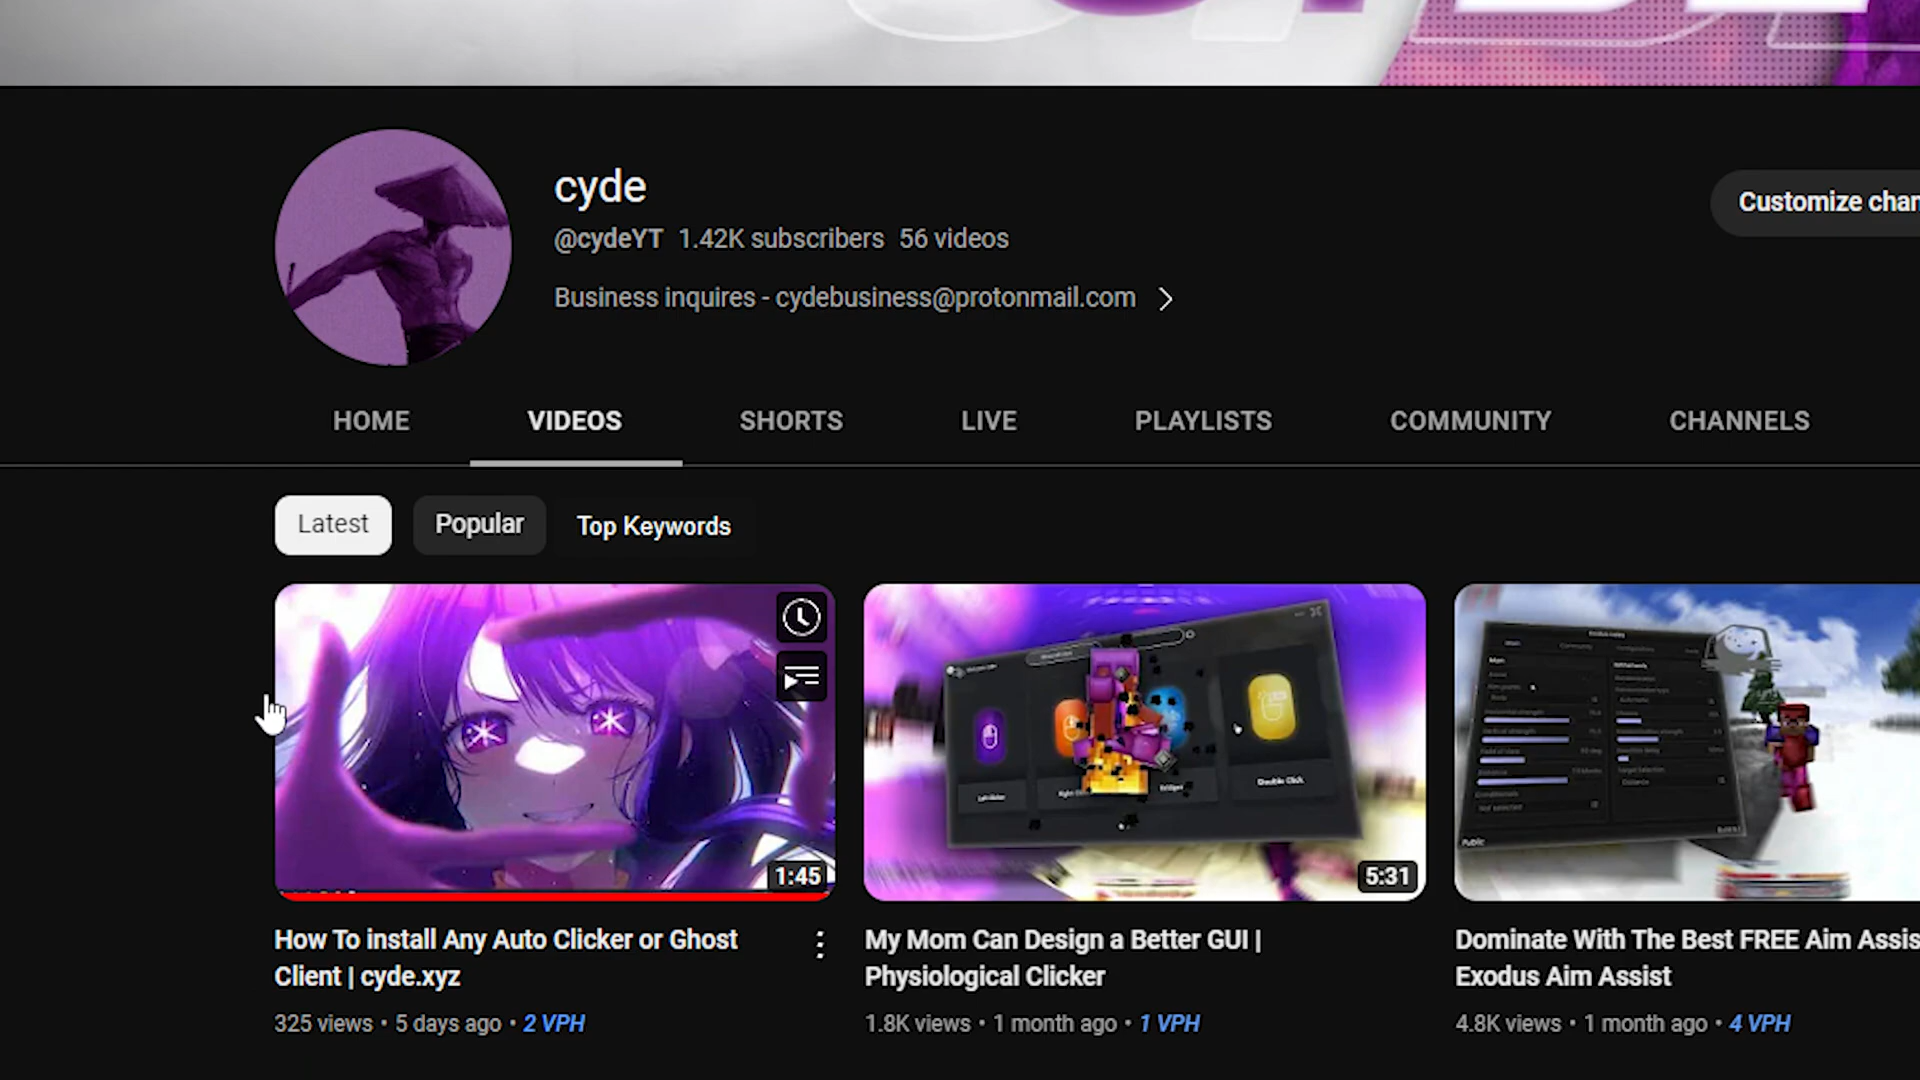 cyde
@cydeYT 1.42K subscribers 56 videos
Business inquires - cydebusiness@protonmail.com
Customize chan
HOME VIDEOS SHORTS LIVE PLAYLISTS COMMUNITY CHANNELS
Latest Popular Top Keywords
Double Click
Public
1:45 5:31
How To install Any Auto Clicker or Ghost
Client | cyde.xyz
325 views • 5 days ago • 2 VPH
My Mom Can Design a Better GUI |
Physiological Clicker
1.8K views • 1 month ago • 1 VPH
Dominate With The Best FREE Aim Assis
Exodus Aim Assist
4.8K views • 1 month ago • 4 VPH